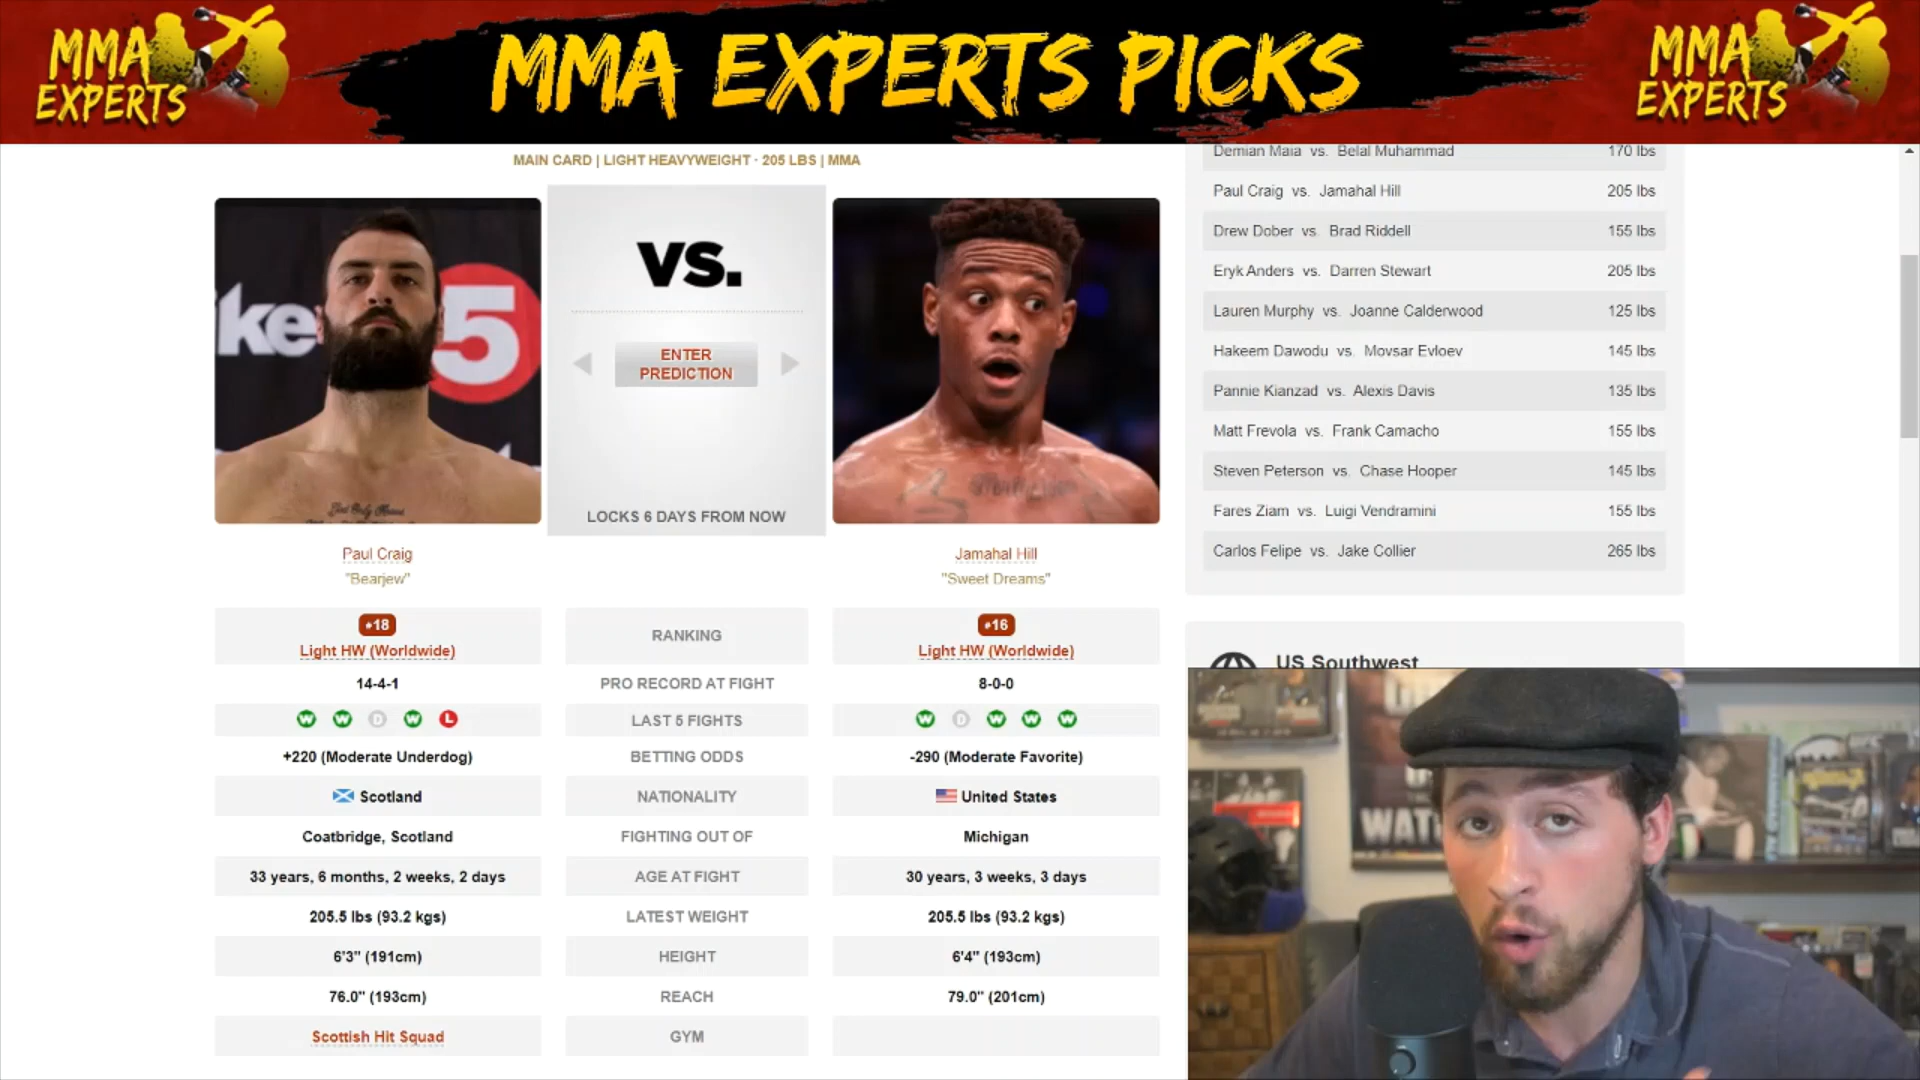 MMA
EXPERTS
MMA EXPERTS PICKS
MMA
EXPERTS
MAIN CARD | LIGHT HEAVYWEIGHT · 205 LBS | MMA
ke
5
VS.
ENTER
PREDICTION
LOCKS 6 DAYS FROM NOW
Paul Craig
"Bearjew"
Jamahal Hill
"Sweet Dreams"
#18
Light HW (Worldwide)
RANKING
#16
Light HW (Worldwide)
14-4-1
PRO RECORD AT FIGHT
8-0-0
W W D W L
LAST 5 FIGHTS
W D W W W
+220 (Moderate Underdog)
BETTING ODDS
-290 (Moderate Favorite)
Scotland
NATIONALITY
United States
Coatbridge, Scotland
FIGHTING OUT OF
Michigan
33 years, 6 months, 2 weeks, 2 days
AGE AT FIGHT
30 years, 3 weeks, 3 days
205.5 lbs (93.2 kgs)
LATEST WEIGHT
205.5 lbs (93.2 kgs)
6'3" (191cm)
HEIGHT
6'4" (193cm)
76.0" (193cm)
REACH
79.0" (201cm)
Scottish Hit Squad
GYM
Demian Maia vs. Belal Muhammad 170 lbs
Paul Craig vs. Jamahal Hill 205 lbs
Drew Dober vs. Brad Riddell 155 lbs
Eryk Anders vs. Darren Stewart 205 lbs
Lauren Murphy vs. Joanne Calderwood 125 lbs
Hakeem Dawodu vs. Movsar Evloev 145 lbs
Pannie Kianzad vs. Alexis Davis 135 lbs
Matt Frevola vs. Frank Camacho 155 lbs
Steven Peterson vs. Chase Hooper 145 lbs
Fares Ziam vs. Luigi Vendramini 155 lbs
Carlos Felipe vs. Jake Collier 265 lbs
US Southwest
WAT